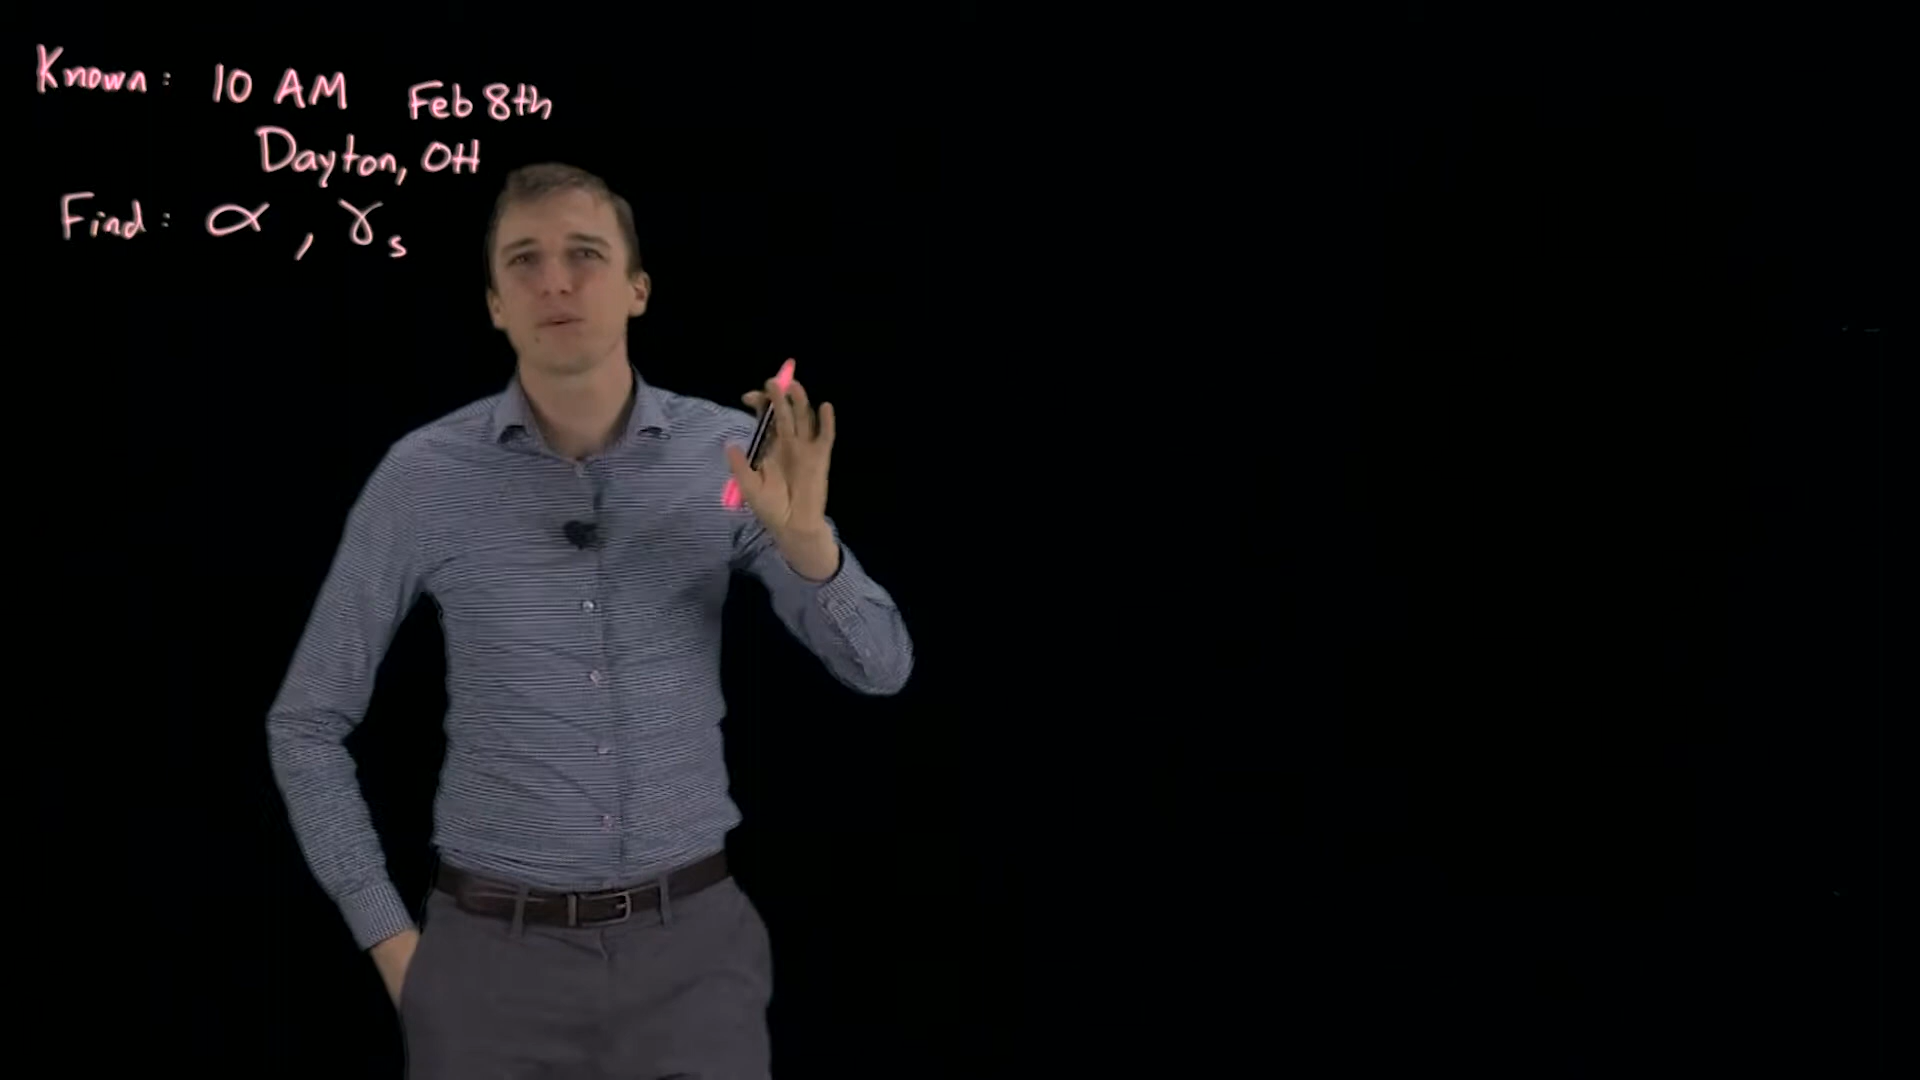 Known: 10 AM Feb 8th
Dayton, OH
Find: α, γs